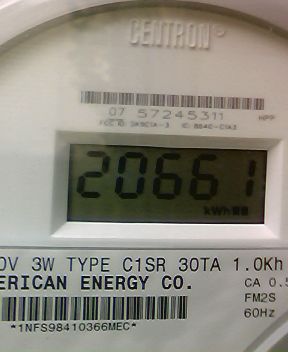 CENTRON®
07 57245311
HPP
20661
kWh
0V 3W TYPE C1SR 30TA 1.0Kh
ERICAN ENERGY CO.
CA 0.5
FM2S
*1NFS98410366MEC*
60Hz